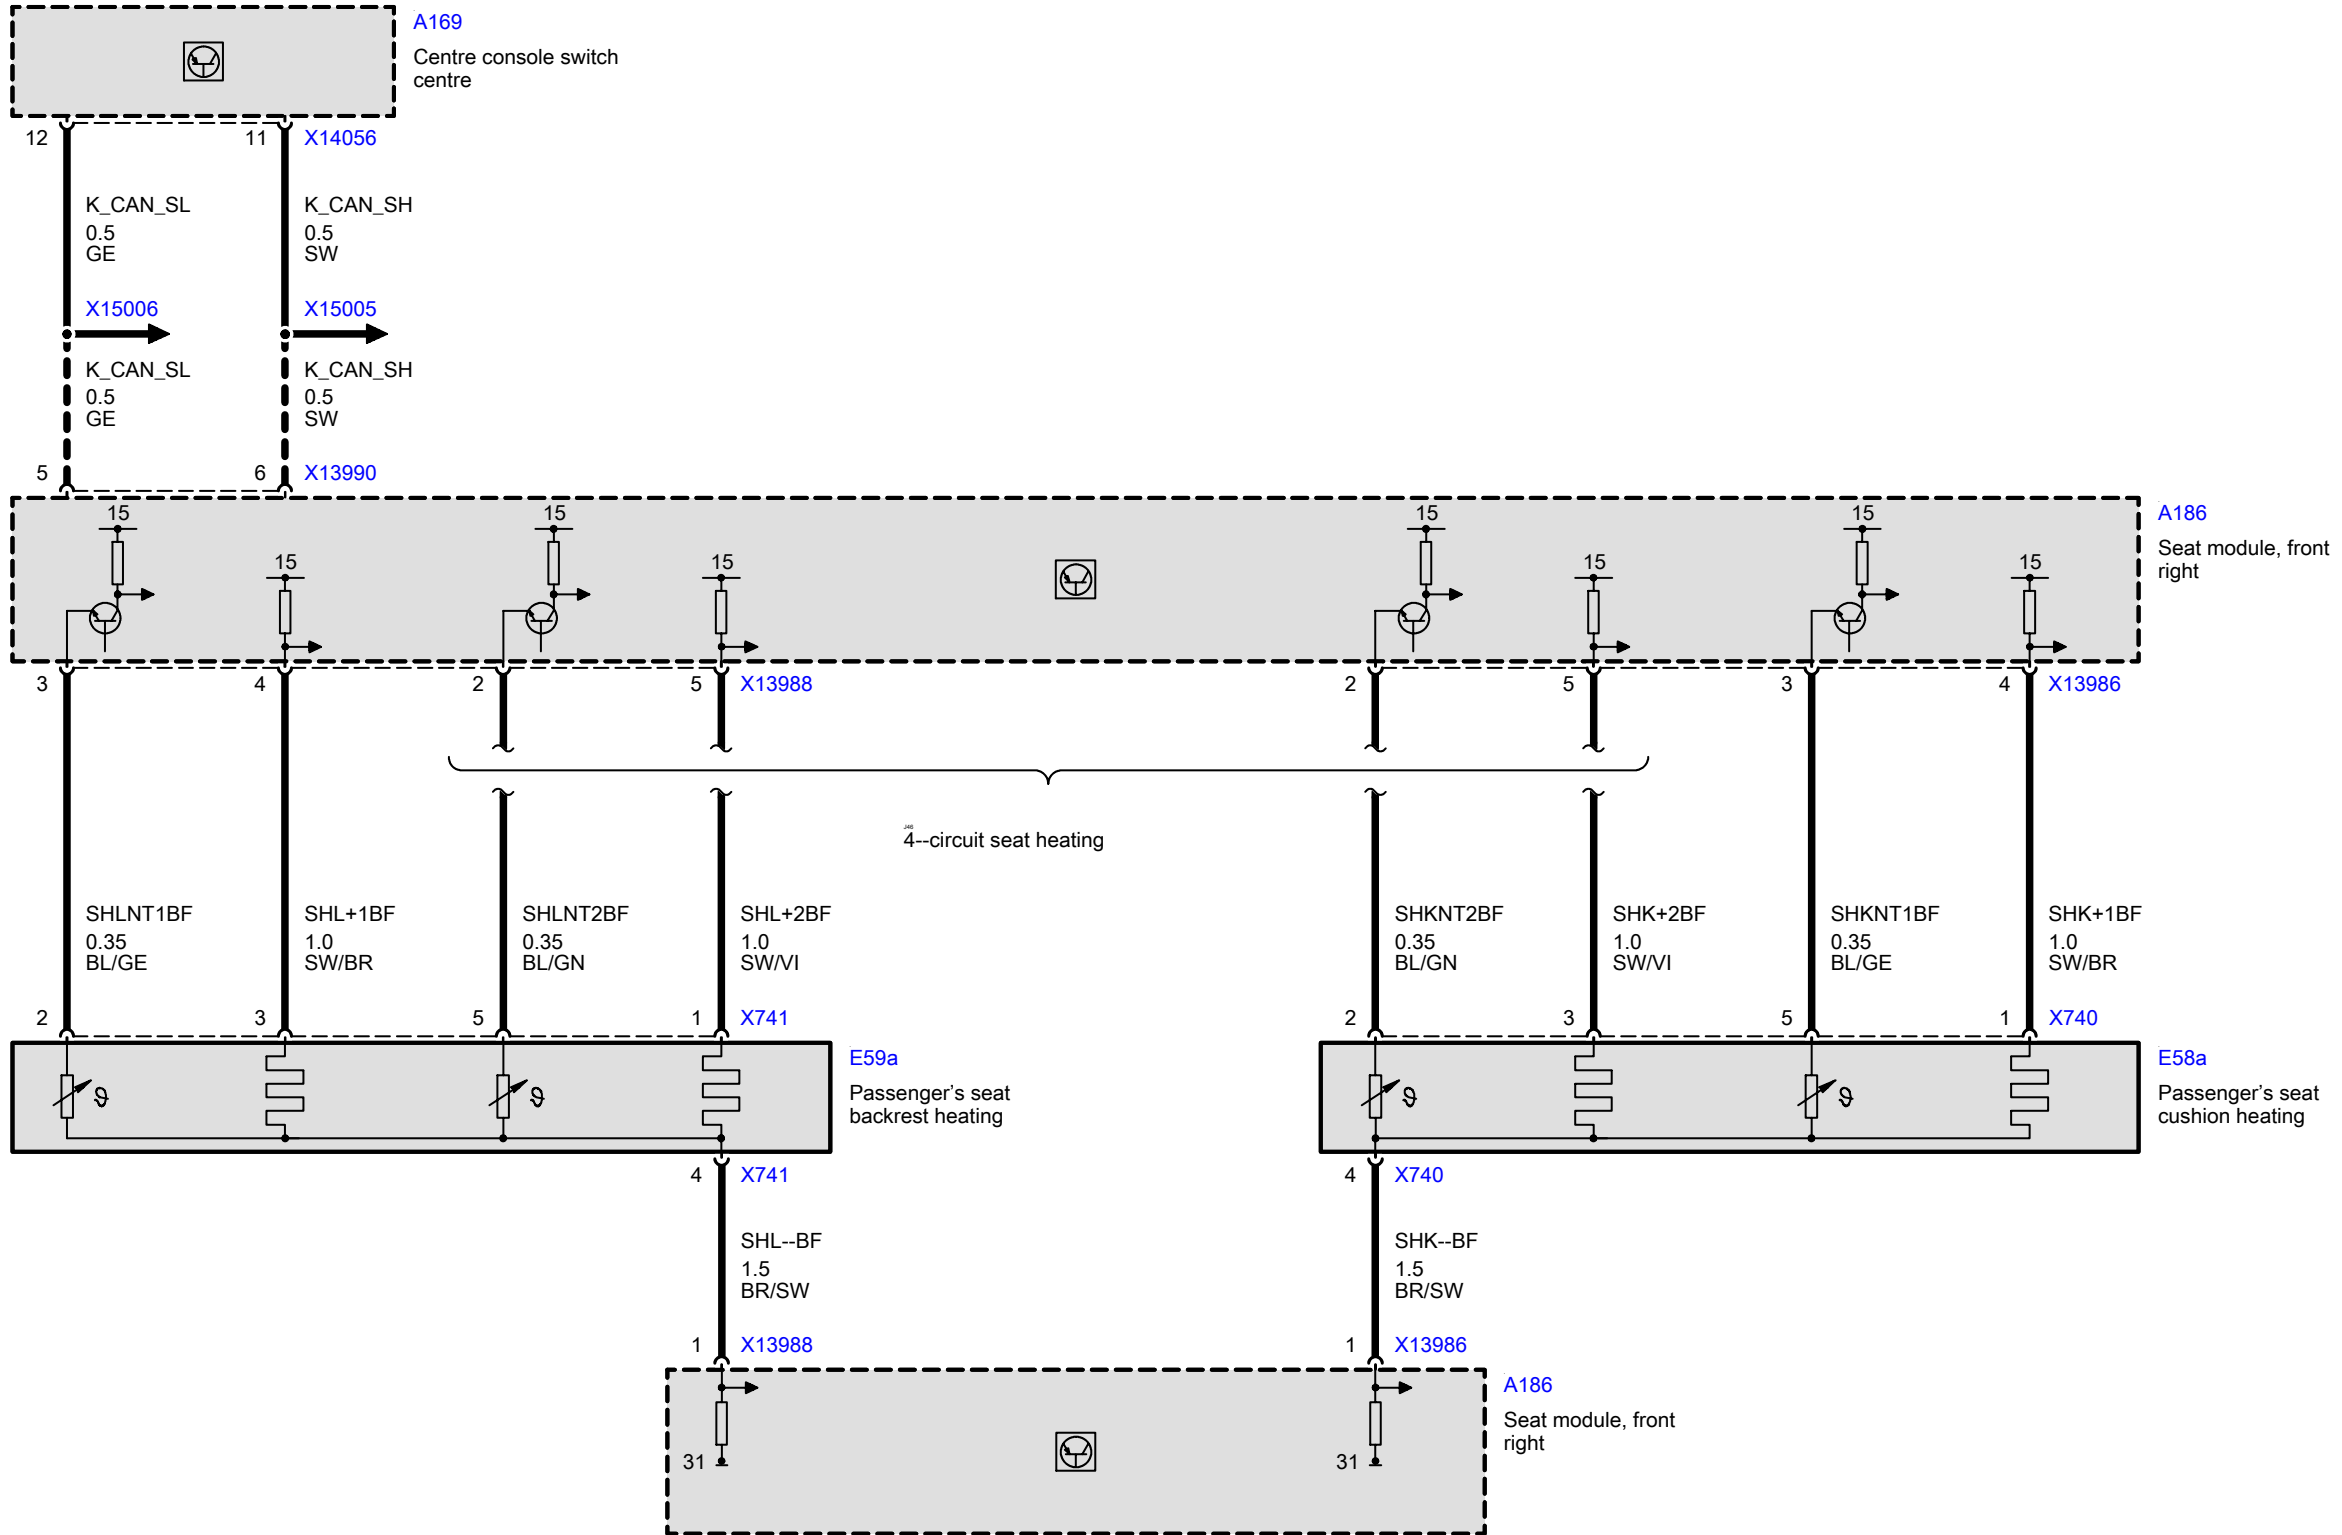 A169
Centre console switch
centre
12
11
X14056
K_CAN_SL
0.5
GE
K_CAN_SH
0.5
SW
X15006
X15005
K_CAN_SL
0.5
GE
K_CAN_SH
0.5
SW
5
6
X13990
15
15
15
15
15
15
15
15
A186
Seat module, front
right
3
4
2
5
X13988
2
5
3
4
X13986
J46
4--circuit seat heating
SHLNT1BF
0.35
BL/GE
SHL+1BF
1.0
SW/BR
SHLNT2BF
0.35
BL/GN
SHL+2BF
1.0
SW/VI
SHKNT2BF
0.35
BL/GN
SHK+2BF
1.0
SW/VI
SHKNT1BF
0.35
BL/GE
SHK+1BF
1.0
SW/BR
2
3
5
1
X741
2
3
5
1
X740
ϑ
ϑ
E59a
Passenger’s seat
backrest heating
ϑ
ϑ
E58a
Passenger’s seat
cushion heating
4
X741
4
X740
SHL--BF
1.5
BR/SW
SHK--BF
1.5
BR/SW
1
X13988
1
X13986
31
31
A186
Seat module, front
right